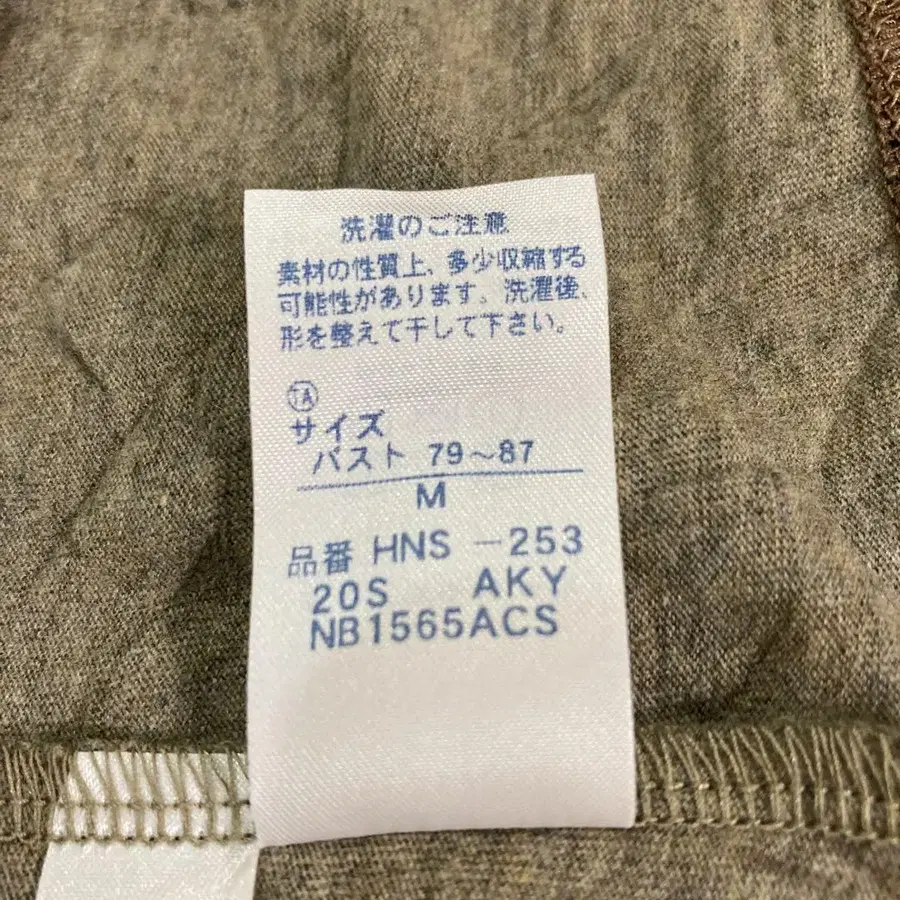 洗濯のご注意
素材の性質上、多少収縮する
可能性があります。洗濯後、
形を整えて干して下さい。
TA
サイズ
バスト 79～87
M
品番 HNS -253
20S AKY
NB1565ACS